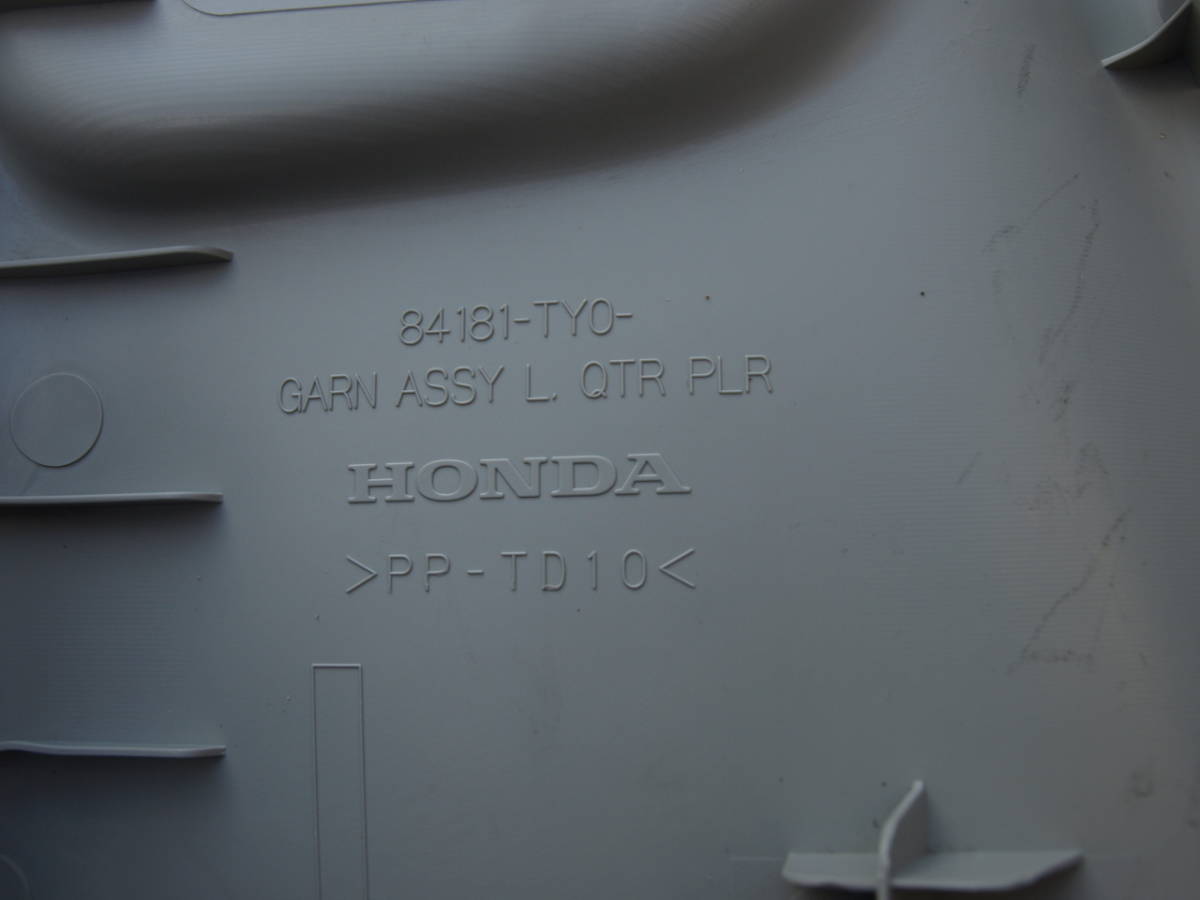 84181-TY0-
GARN ASSY L. QTR PLR
HONDA
>PP-TD10<